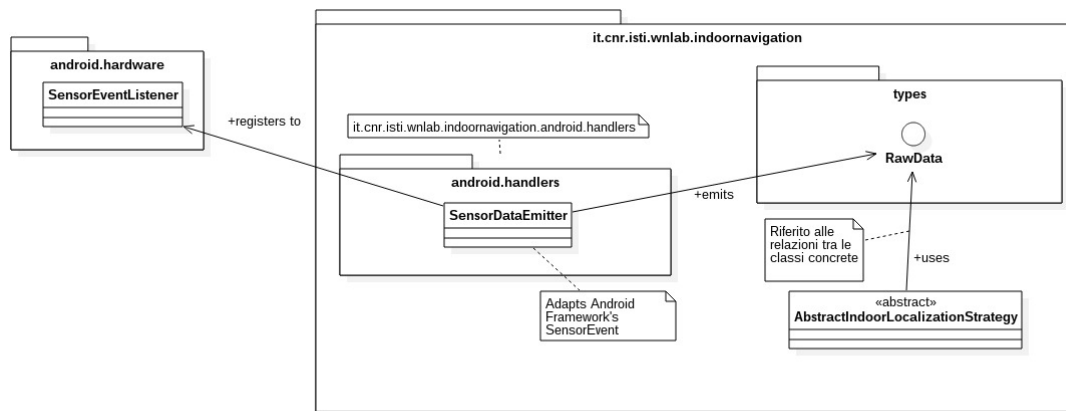 it.cnr.isti.wnlab.indoornavigation
android.hardware
SensorEventListener
+registers to
it.cnr.isti.wnlab.indoornavigation.android.handlers
types
RawData
android.handlers
+emits
SensorDataEmitter
Riferito alle
relazioni tra le
classi concrete
+uses
Adapts Android
Framework's
SensorEvent
«abstract»
AbstractIndoorLocalizationStrategy